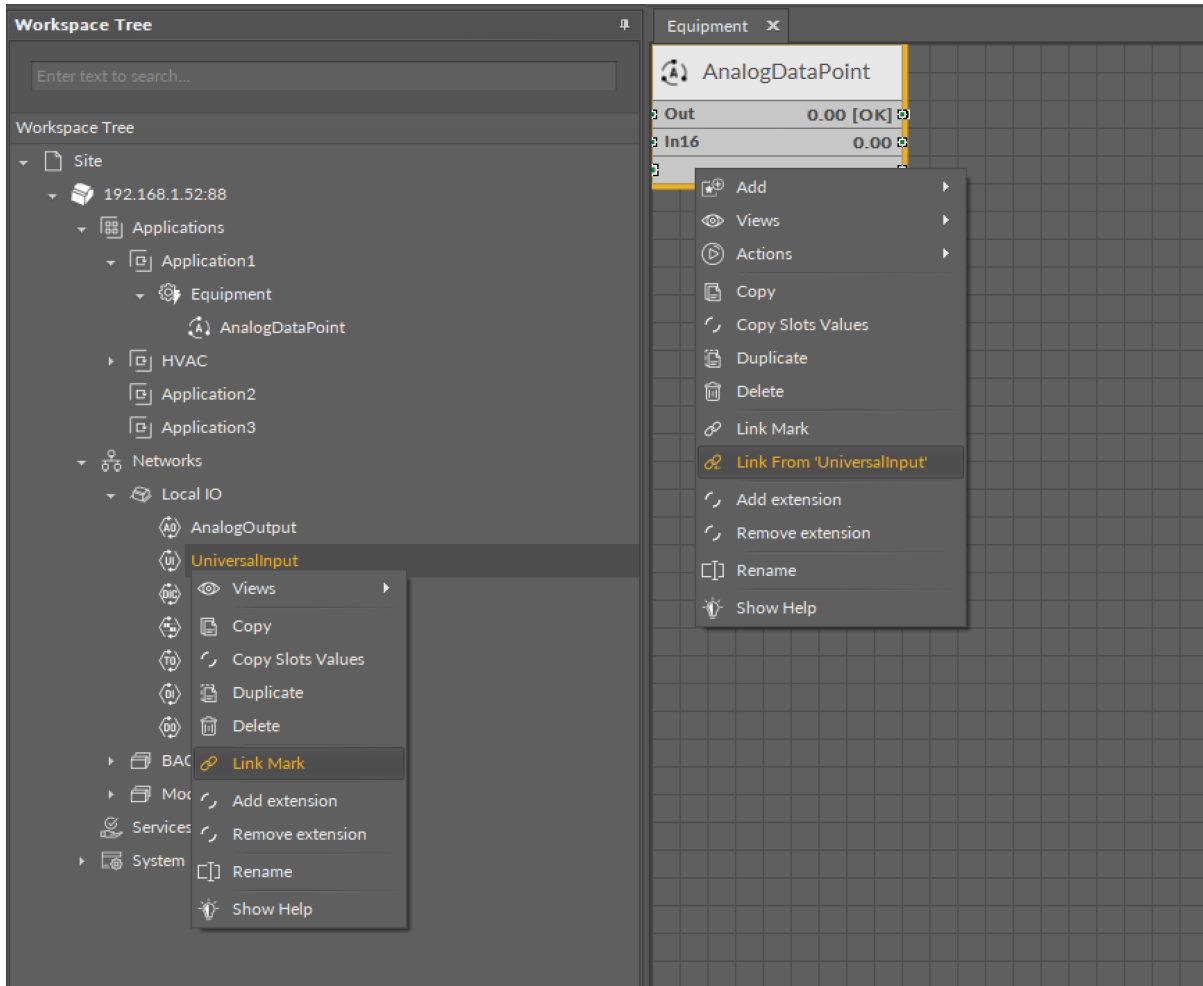 Workspace Tree
Enter text to search...
Workspace Tree
Site
192.168.1.52:88
Applications
Application1
Equipment
AnalogDataPoint
HVAC
Application2
Application3
Networks
Local IO
AnalogOutput
UniversalInput
Views
Copy
Copy Slots Values
Duplicate
Delete
Link Mark
Add extension
Remove extension
Rename
Show Help
Services
System
Equipment
AnalogDataPoint
Out 0.00 [OK]
In16 0.00
Add
Views
Actions
Copy
Copy Slots Values
Duplicate
Delete
Link Mark
Link From 'UniversalInput'
Add extension
Remove extension
Rename
Show Help